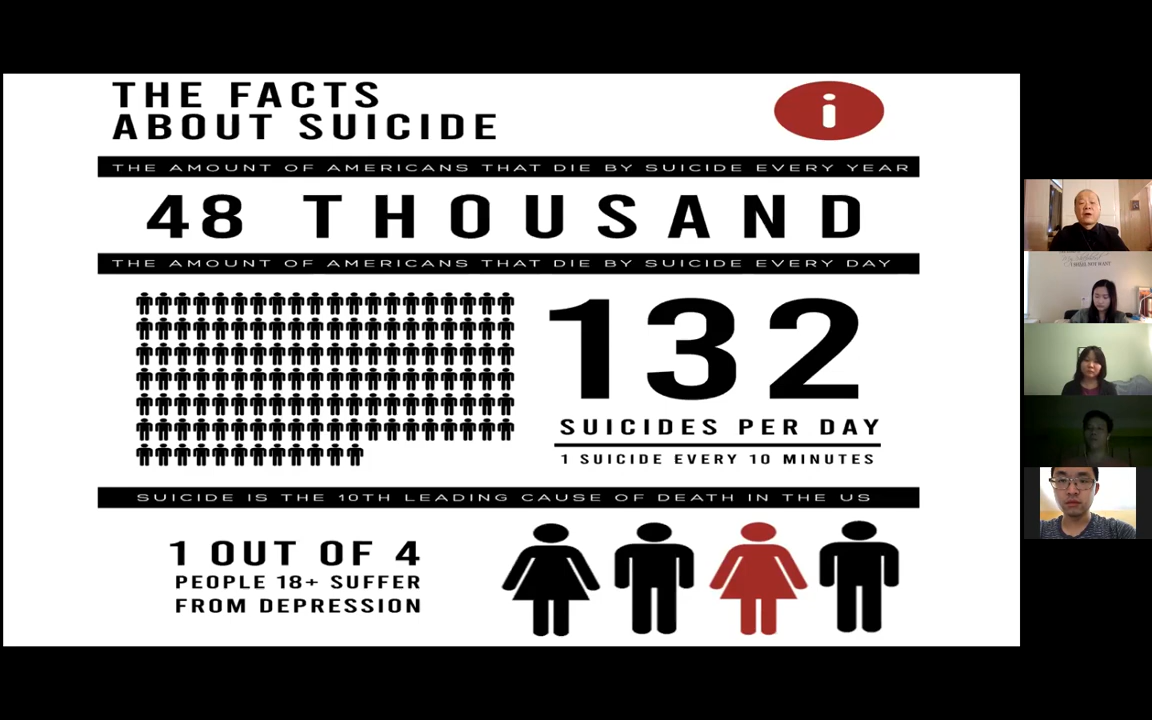 THE FACTS
ABOUT SUICIDE
i
THE AMOUNT OF AMERICANS THAT DIE BY SUICIDE EVERY YEAR
48 THOUSAND
THE AMOUNT OF AMERICANS THAT DIE BY SUICIDE EVERY DAY
132
SUICIDES PER DAY
1 SUICIDE EVERY 10 MINUTES
SUICIDE IS THE 10TH LEADING CAUSE OF DEATH IN THE US
1 OUT OF 4
PEOPLE 18+ SUFFER
FROM DEPRESSION